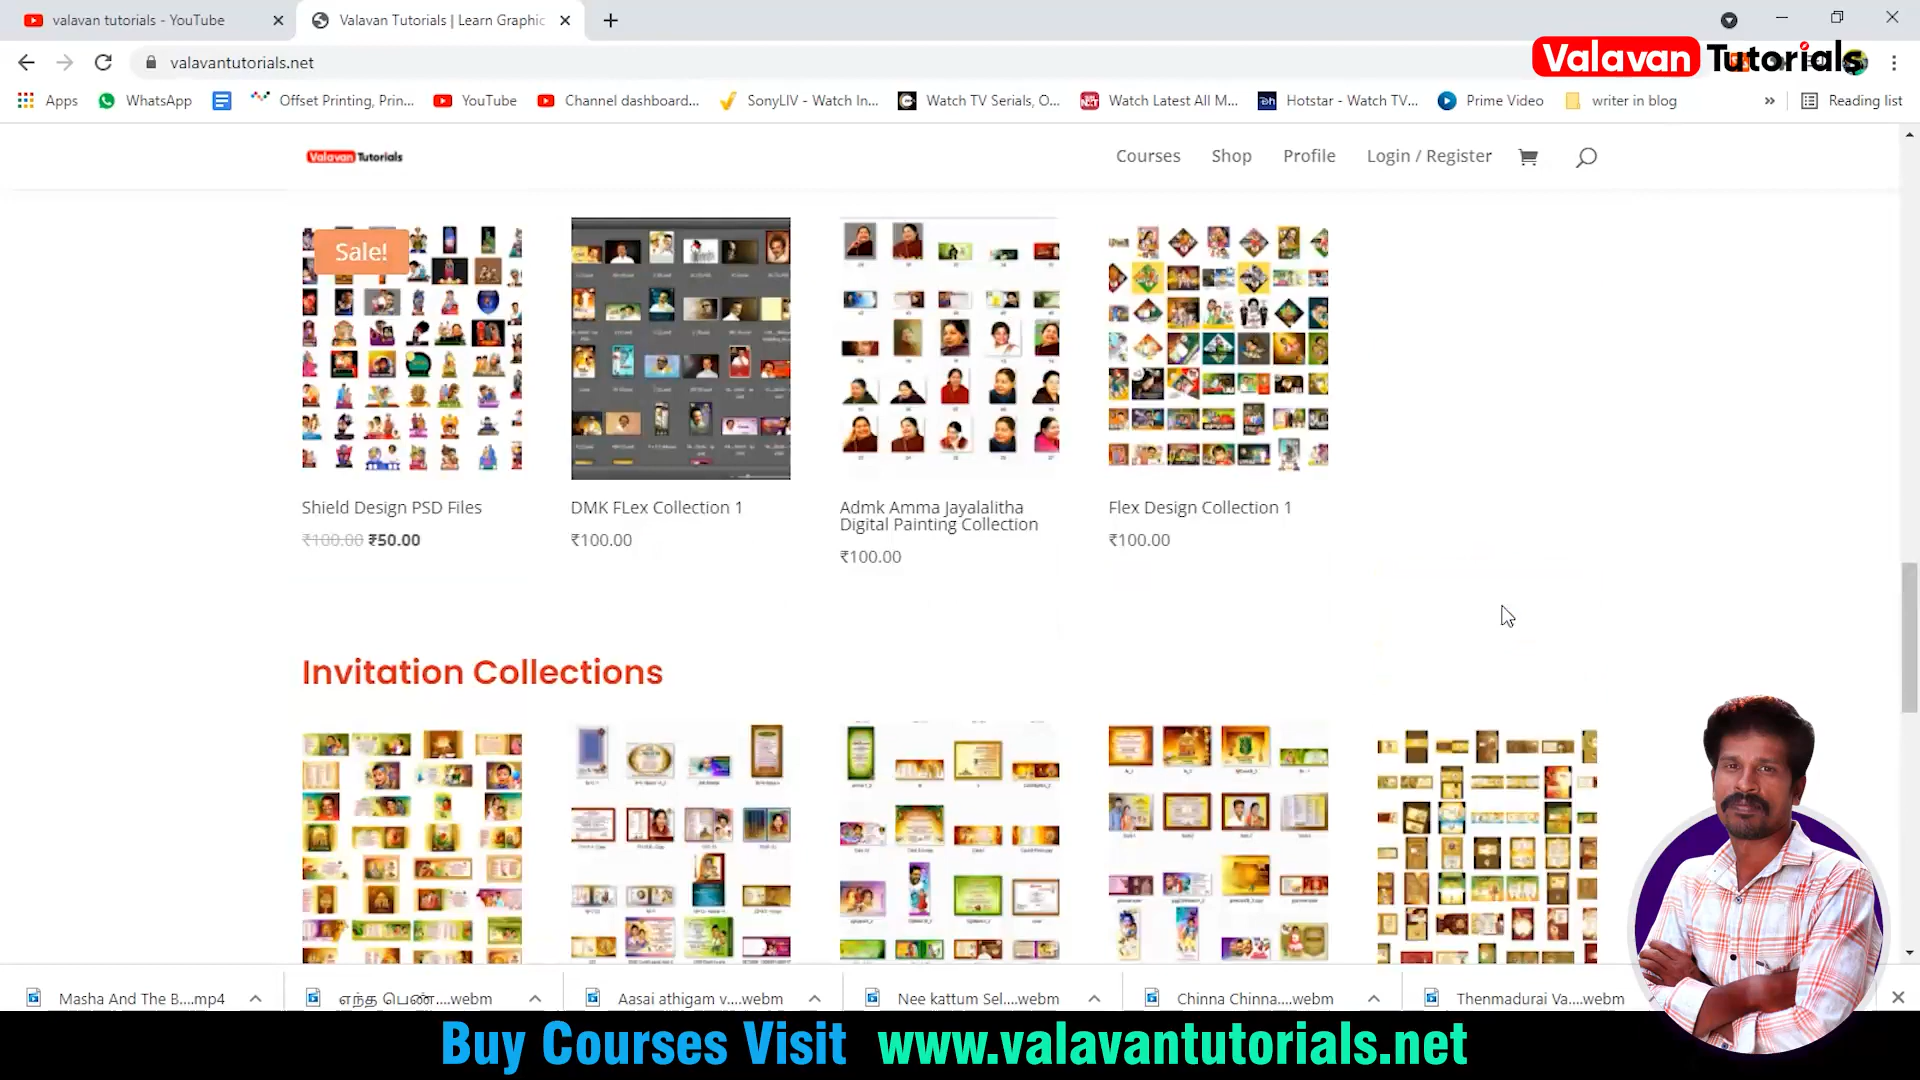 valavan tutorials - YouTube
Valavan Tutorials | Learn Graphic
valavantutorials.net
Valavan Tutorials
Apps
WhatsApp
Offset Printing, Prin...
YouTube
Channel dashboard...
SonyLIV - Watch In...
Watch TV Serials, O...
Watch Latest All M...
Hotstar - Watch TV...
Prime Video
writer in blog
»
Reading list
Valavan Tutorials
Courses
Shop
Profile
Login / Register
Sale!
Shield Design PSD Files
₹100.00 ₹50.00
DMK FLex Collection 1
₹100.00
Admk Amma Jayalalitha
Digital Painting Collection
₹100.00
Flex Design Collection 1
₹100.00
Invitation Collections
Masha And The B....mp4
எந்த பெண்....webm
Aasai athigam v....webm
Nee kattum Sel....webm
Chinna Chinna....webm
Thenmadurai Va....webm
Buy Courses Visit www.valavantutorials.net